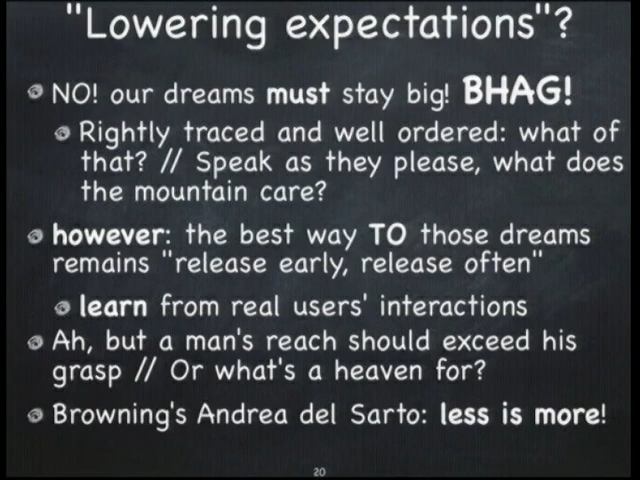 "Lowering expectations"?
NO! our dreams must stay big! BHAG!
Rightly traced and well ordered: what of
that? // Speak as they please, what does
the mountain care?
however: the best way TO those dreams
remains "release early, release often"
learn from real users' interactions
Ah, but a man's reach should exceed his
grasp // Or what's a heaven for?
Browning's Andrea del Sarto: less is more!
20